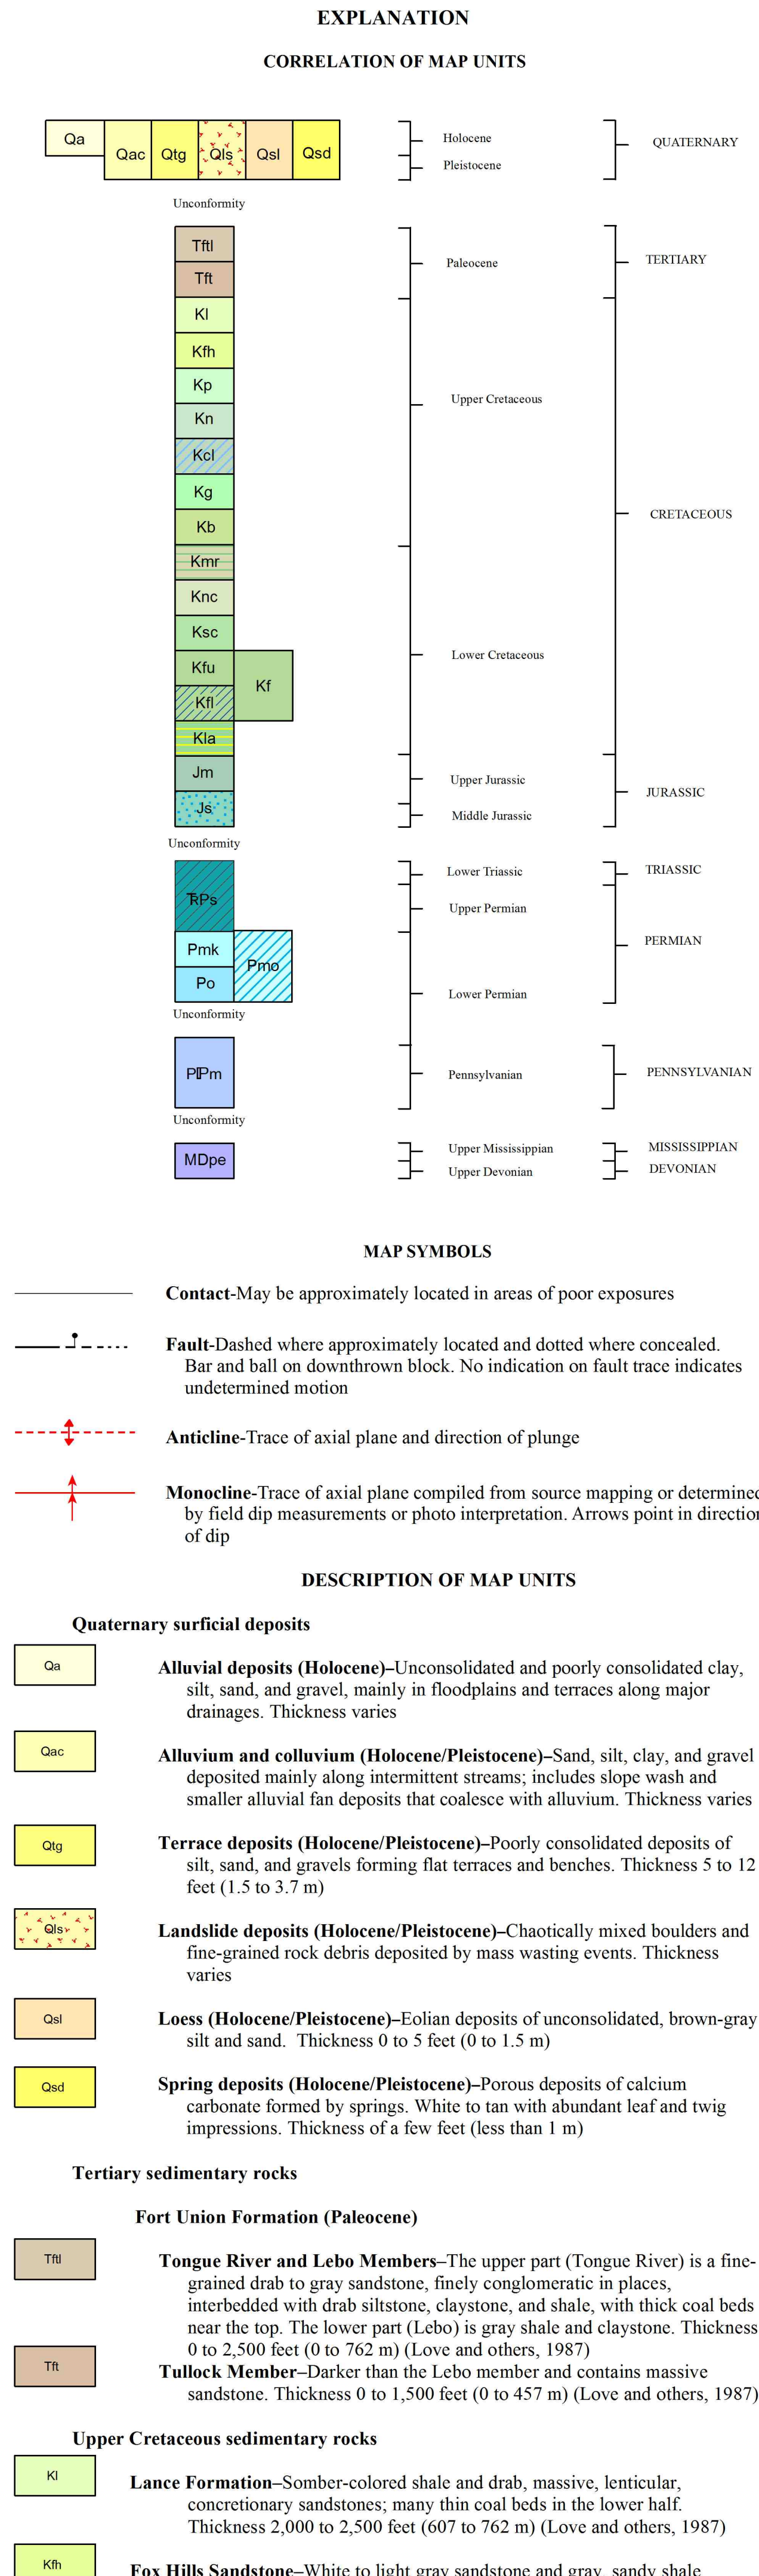 EXPLANATION
CORRELATION OF MAP UNITS
Qa
Qac
Qtg
Qls
Qsl
Qsd
Holocene
Pleistocene
QUATERNARY
Unconformity
Tftl
Tft
Paleocene
TERTIARY
Kl
Kfh
Kp
Kn
Kcl
Kg
Kb
Upper Cretaceous
CRETACEOUS
Kmr
Knc
Ksc
Kfu
Kf
Kfl
Kla
Lower Cretaceous
Jm
Js
Upper Jurassic
Middle Jurassic
JURASSIC
Unconformity
TRPs
Lower Triassic
TRIASSIC
Upper Permian
PERMIAN
Pmk
Pmo
Po
Lower Permian
Unconformity
PIPm
Pennsylvanian
PENNSYLVANIAN
Unconformity
MDpe
Upper Mississippian
MISSISSIPPIAN
Upper Devonian
DEVONIAN
MAP SYMBOLS
Contact-May be approximately located in areas of poor exposures
Fault-Dashed where approximately located and dotted where concealed.
Bar and ball on downthrown block. No indication on fault trace indicates
undetermined motion
Anticline-Trace of axial plane and direction of plunge
Monocline-Trace of axial plane compiled from source mapping or determined
by field dip measurements or photo interpretation. Arrows point in direction
of dip
DESCRIPTION OF MAP UNITS
Quaternary surficial deposits
Qa
Alluvial deposits (Holocene)–Unconsolidated and poorly consolidated clay,
silt, sand, and gravel, mainly in floodplains and terraces along major
drainages. Thickness varies
Qac
Alluvium and colluvium (Holocene/Pleistocene)–Sand, silt, clay, and gravel
deposited mainly along intermittent streams; includes slope wash and
smaller alluvial fan deposits that coalesce with alluvium. Thickness varies
Qtg
Terrace deposits (Holocene/Pleistocene)–Poorly consolidated deposits of
silt, sand, and gravels forming flat terraces and benches. Thickness 5 to 12
feet (1.5 to 3.7 m)
Qls
Landslide deposits (Holocene/Pleistocene)–Chaotically mixed boulders and
fine-grained rock debris deposited by mass wasting events. Thickness
varies
Qsl
Loess (Holocene/Pleistocene)–Eolian deposits of unconsolidated, brown-gray
silt and sand. Thickness 0 to 5 feet (0 to 1.5 m)
Qsd
Spring deposits (Holocene/Pleistocene)–Porous deposits of calcium
carbonate formed by springs. White to tan with abundant leaf and twig
impressions. Thickness of a few feet (less than 1 m)
Tertiary sedimentary rocks
Fort Union Formation (Paleocene)
Tftl
Tongue River and Lebo Members–The upper part (Tongue River) is a fine-
grained drab to gray sandstone, finely conglomeratic in places,
interbedded with drab siltstone, claystone, and shale, with thick coal beds
near the top. The lower part (Lebo) is gray shale and claystone. Thickness
0 to 2,500 feet (0 to 762 m) (Love and others, 1987)
Tft
Tullock Member–Darker than the Lebo member and contains massive
sandstone. Thickness 0 to 1,500 feet (0 to 457 m) (Love and others, 1987)
Upper Cretaceous sedimentary rocks
Kl
Lance Formation–Somber-colored shale and drab, massive, lenticular,
concretionary sandstones; many thin coal beds in the lower half.
Thickness 2,000 to 2,500 feet (607 to 762 m) (Love and others, 1987)
Kfh
Fox Hills Sandstone–White to light gray sandstone and gray, sandy shale